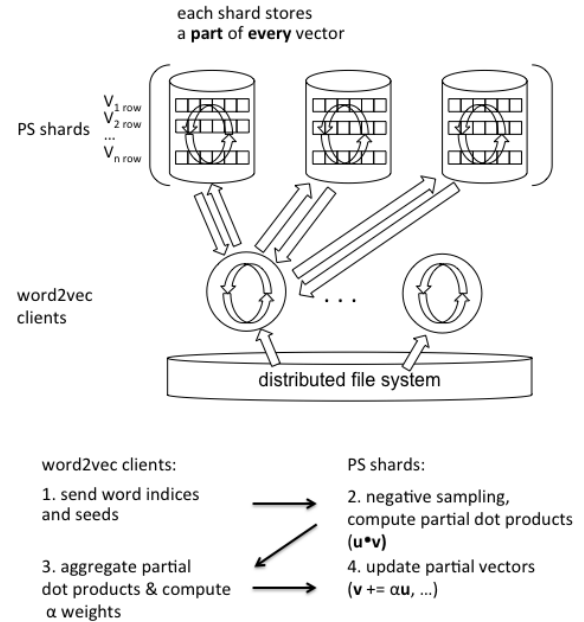 each shard stores
a part of every vector
V1 row
V2 row
...
Vn row
PS shards
word2vec
clients
. . .
distributed file system
word2vec clients:
1. send word indices
and seeds
PS shards:
2. negative sampling,
compute partial dot products
(u•v)
3. aggregate partial
dot products & compute
α weights
4. update partial vectors
(v += αu, ...)